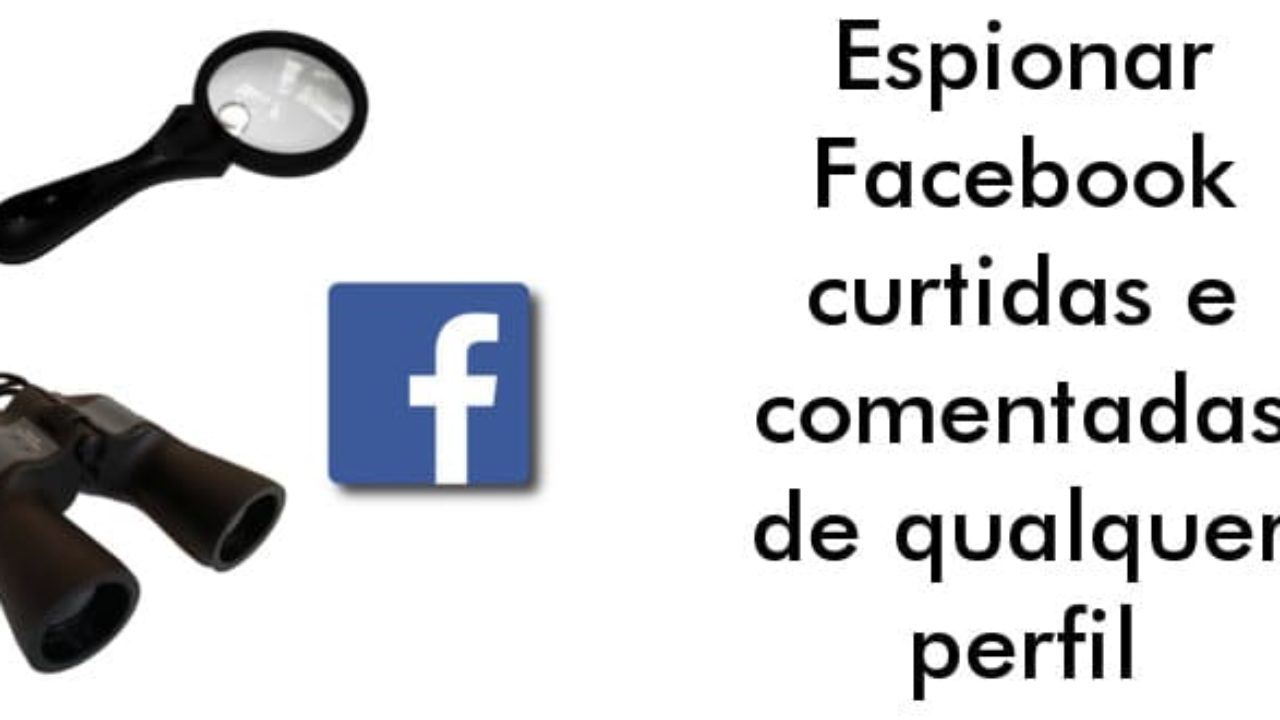 Espionar
Facebook
curtidas e
comentadas
de qualquer
perfil